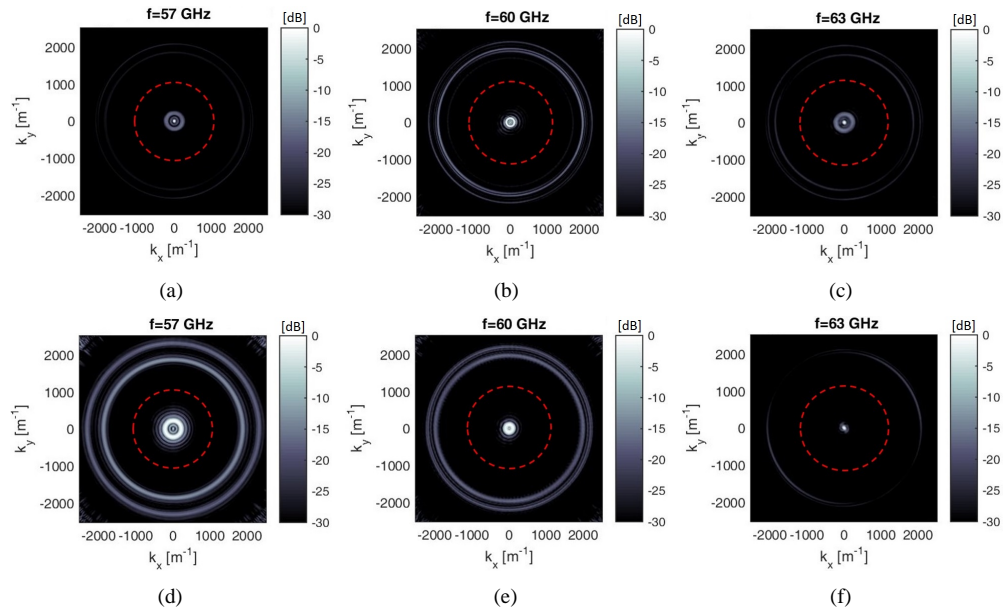 f=57 GHz [dB] f=60 GHz [dB] f=63 GHz [dB]
2000 1000 0 -1000 -2000
k_y [m^-1]
-2000 -1000 0 1000 2000
k_x [m^-1]
0 -5 -10 -15 -20 -25 -30
2000 1000 0 -1000 -2000
k_y [m^-1]
-2000 -1000 0 1000 2000
k_x [m^-1]
0 -5 -10 -15 -20 -25 -30
2000 1000 0 -1000 -2000
k_y [m^-1]
-2000 -1000 0 1000 2000
k_x [m^-1]
0 -5 -10 -15 -20 -25 -30
(a) (b) (c)
f=57 GHz [dB] f=60 GHz [dB] f=63 GHz [dB]
2000 1000 0 -1000 -2000
k_y [m^-1]
-2000 -1000 0 1000 2000
k_x [m^-1]
0 -5 -10 -15 -20 -25 -30
2000 1000 0 -1000 -2000
k_y [m^-1]
-2000 -1000 0 1000 2000
k_x [m^-1]
0 -5 -10 -15 -20 -25 -30
2000 1000 0 -1000 -2000
k_y [m^-1]
-2000 -1000 0 1000 2000
k_x [m^-1]
0 -5 -10 -15 -20 -25 -30
(d) (e) (f)